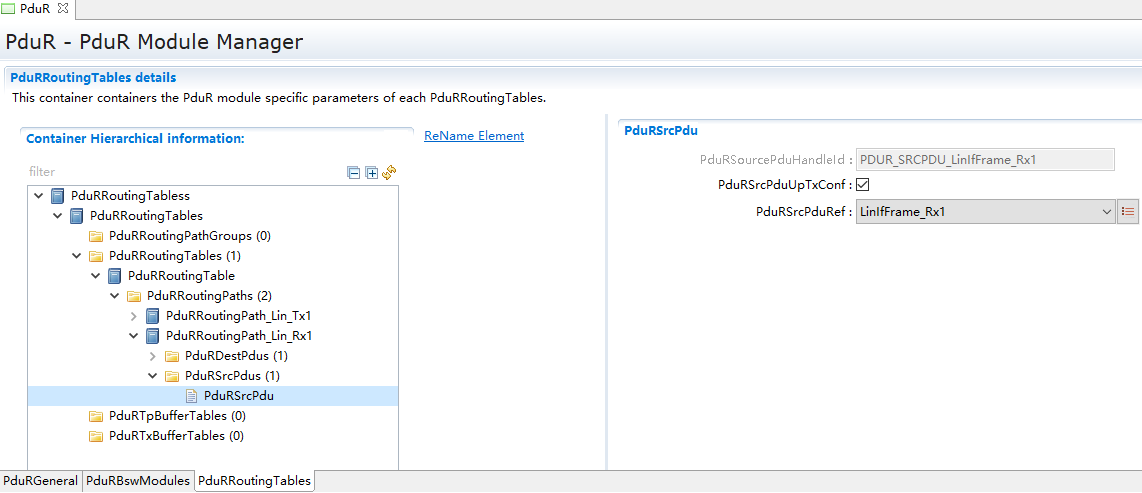 PduR
PduR - PduR Module Manager
PduRRoutingTables details
This container containers the PduR module specific parameters of each PduRRoutingTables.
Container Hierarchical information:
ReName Element
filter
PduRRoutingTabless
PduRRoutingTables
PduRRoutingPathGroups (0)
PduRRoutingTables (1)
PduRRoutingTable
PduRRoutingPaths (2)
PduRRoutingPath_Lin_Tx1
PduRRoutingPath_Lin_Rx1
PduRDestPdus (1)
PduRSrcPdus (1)
PduRSrcPdu
PduRTpBufferTables (0)
PduRTxBufferTables (0)
PduRSrcPdu
PduRSourcePduHandleId : PDUR_SRCPDU_LinIfFrame_Rx1
PduRSrcPduUpTxConf :
PduRSrcPduRef : LinIfFrame_Rx1
PduRGeneral PduRBswModules PduRRoutingTables